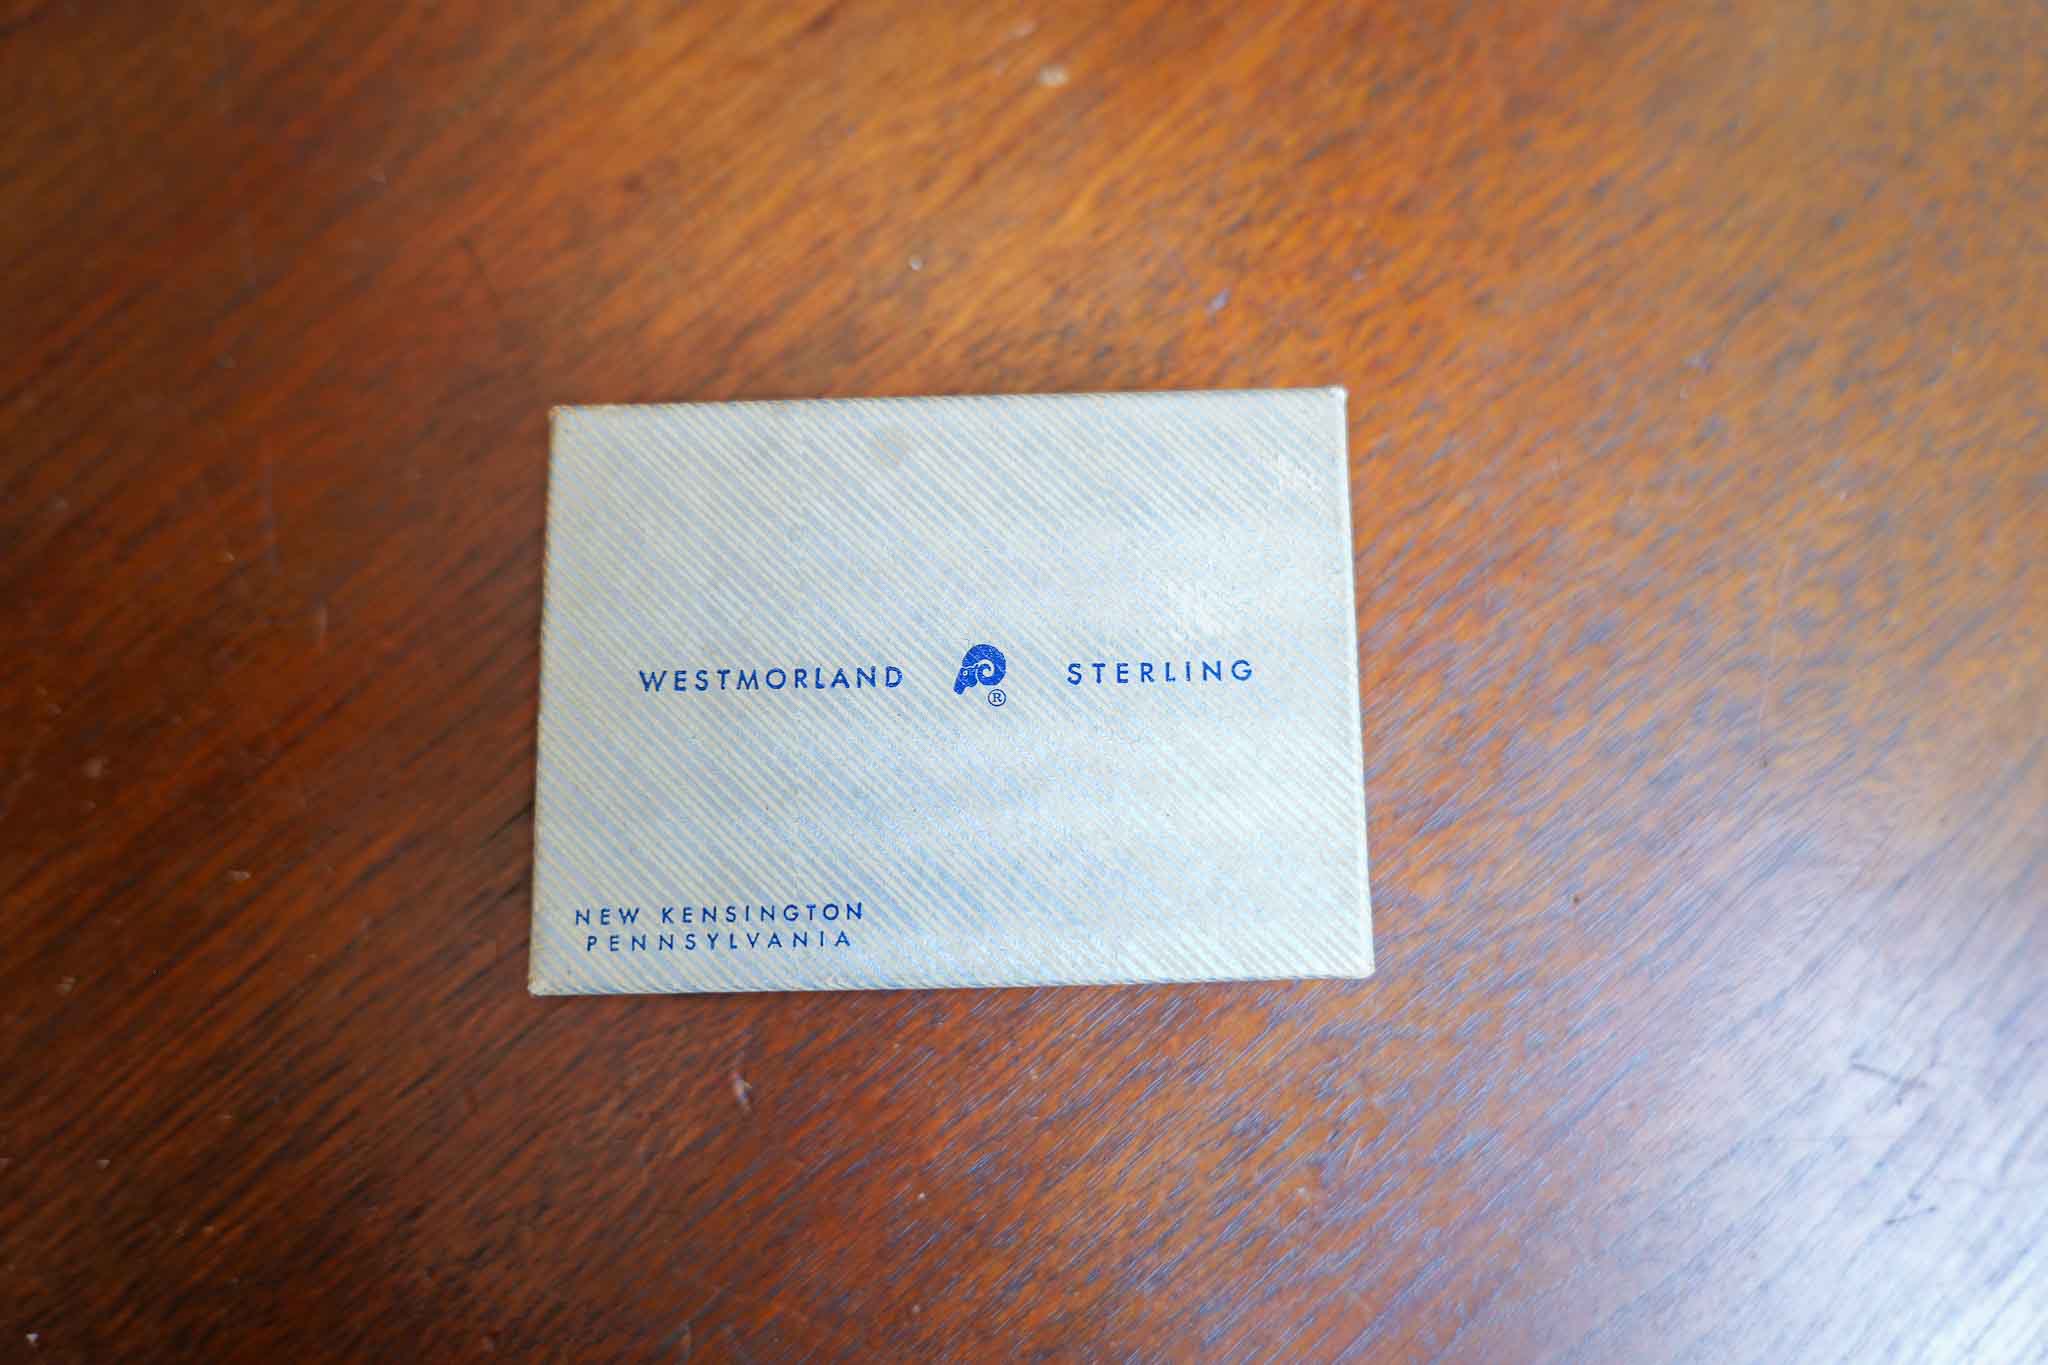 WESTMORLAND ® STERLING
NEW KENSINGTON
PENNSYLVANIA